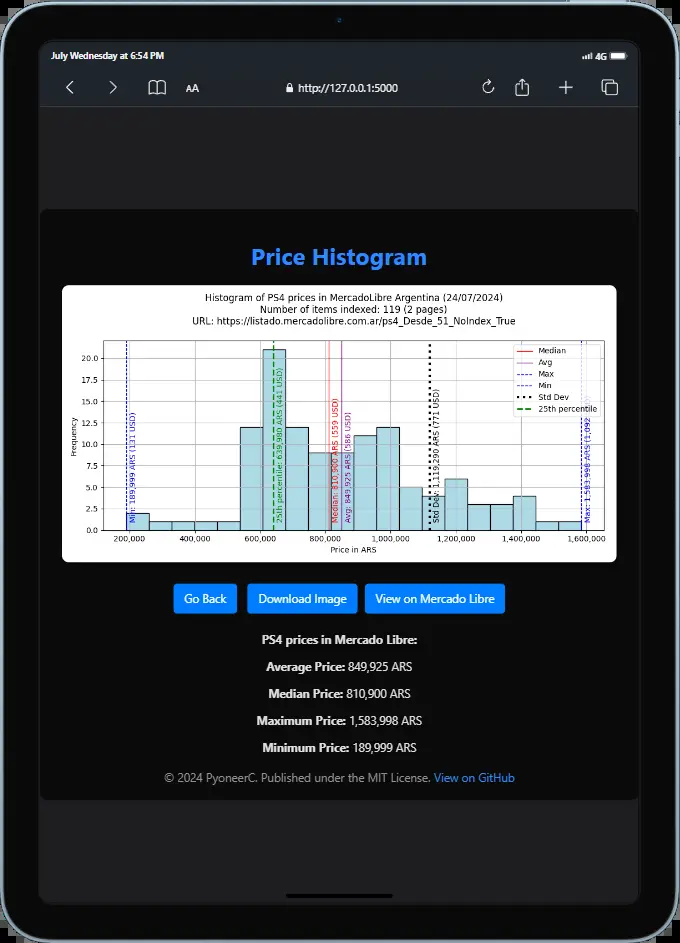 July Wednesday at 6:54 PM
4G
AA
http://127.0.0.1:5000
Price Histogram
Histogram of PS4 prices in MercadoLibre Argentina (24/07/2024)
Number of items indexed: 119 (2 pages)
URL: https://listado.mercadolibre.com.ar/ps4_Desde_51_NoIndex_True
Median
Avg
Max
Min
Std Dev
25th percentile
Frequency
20.0
17.5
15.0
12.5
10.0
7.5
5.0
2.5
0.0
Min: 189,999 ARS (131 USD)
25th percentile: 639,980 ARS (441 USD)
Median: 810,900 ARS (559 USD)
Avg: 849,925 ARS (586 USD)
Std Dev: 1,119,290 ARS (771 USD)
Max: 1,583,998 ARS (1,092
200,000
400,000
600,000
800,000
1,000,000
1,200,000
1,400,000
1,600,000
Price in ARS
Go Back
Download Image
View on Mercado Libre
PS4 prices in Mercado Libre:
Average Price: 849,925 ARS
Median Price: 810,900 ARS
Maximum Price: 1,583,998 ARS
Minimum Price: 189,999 ARS
© 2024 PyoneerC. Published under the MIT License. View on GitHub